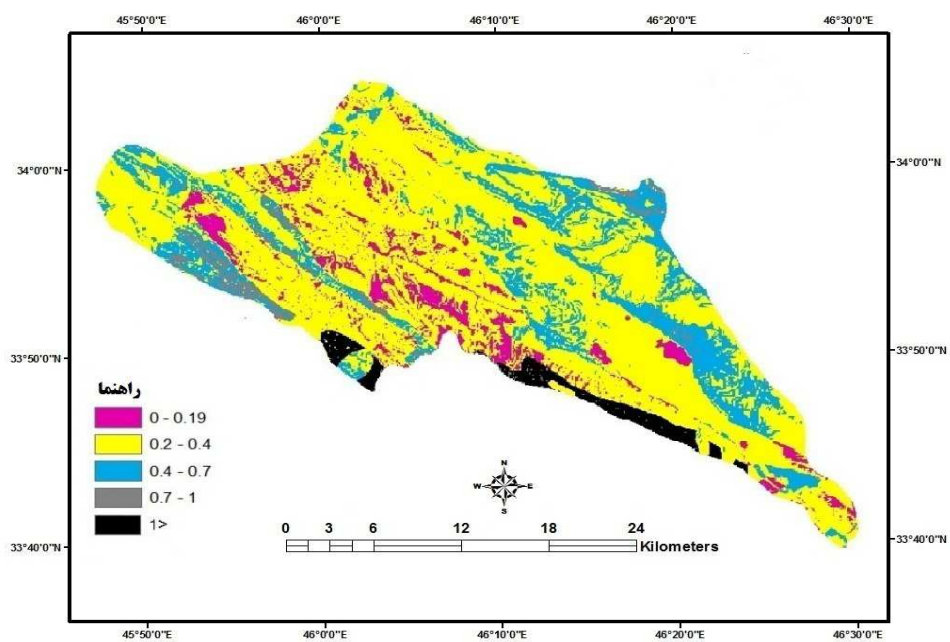 45°50'0"E 46°0'0"E 46°10'0"E 46°20'0"E 46°30'0"E
34°0'0"N 34°0'0"N
33°50'0"N 33°50'0"N
راهنما
0 - 0.19
0.2 - 0.4
0.4 - 0.7
0.7 - 1
1>
N
W E
S
0 3 6 12 18 24
Kilometers
33°40'0"N 33°40'0"N
45°50'0"E 46°0'0"E 46°10'0"E 46°20'0"E 46°30'0"E